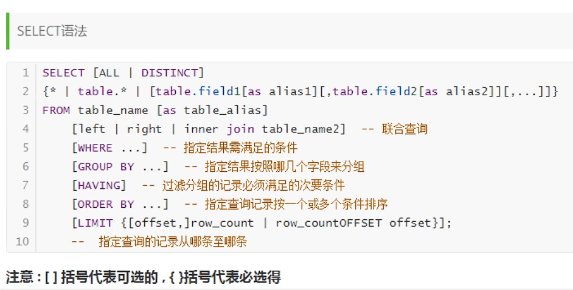 SELECT语法
1 SELECT [ALL | DISTINCT]
2 {* | table.* | [table.field1[as alias1][,table.field2[as alias2]][,...]]}
3 FROM table_name [as table_alias]
4 [left | right | inner join table_name2] -- 联合查询
5 [WHERE ...] -- 指定结果需满足的条件
6 [GROUP BY ...] -- 指定结果按照哪几个字段来分组
7 [HAVING] -- 过滤分组的记录必须满足的次要条件
8 [ORDER BY ...] -- 指定查询记录按一个或多个条件排序
9 [LIMIT {[offset,]row_count | row_countOFFSET offset}];
10 -- 指定查询的记录从哪条至哪条
注意 : [ ] 括号代表可选的 , { }括号代表必选得